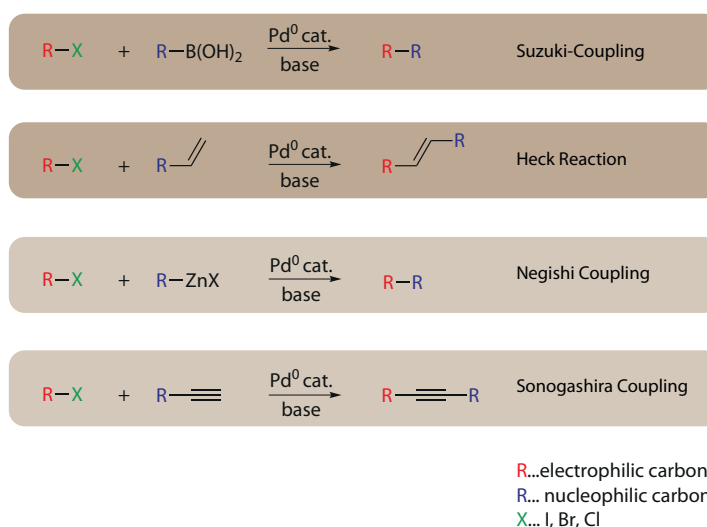 R–X + R–B(OH)₂ Pd⁰ cat. base R–R Suzuki-Coupling
R–X + R Pd⁰ cat. base R R Heck Reaction
R–X + R–ZnX Pd⁰ cat. base R–R Negishi Coupling
R–X + R Pd⁰ cat. base R R Sonogashira Coupling
R...electrophilic carbon
R... nucleophilic carbon
X... I, Br, Cl